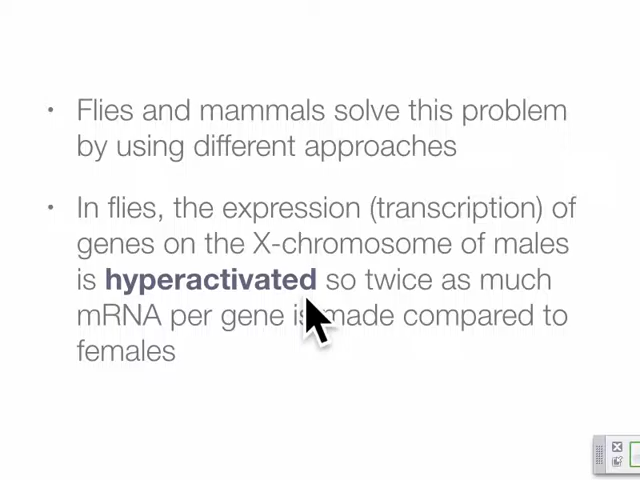 • Flies and mammals solve this problem
by using different approaches
• In flies, the expression (transcription) of
genes on the X-chromosome of males
is hyperactivated so twice as much
mRNA per gene is made compared to
females